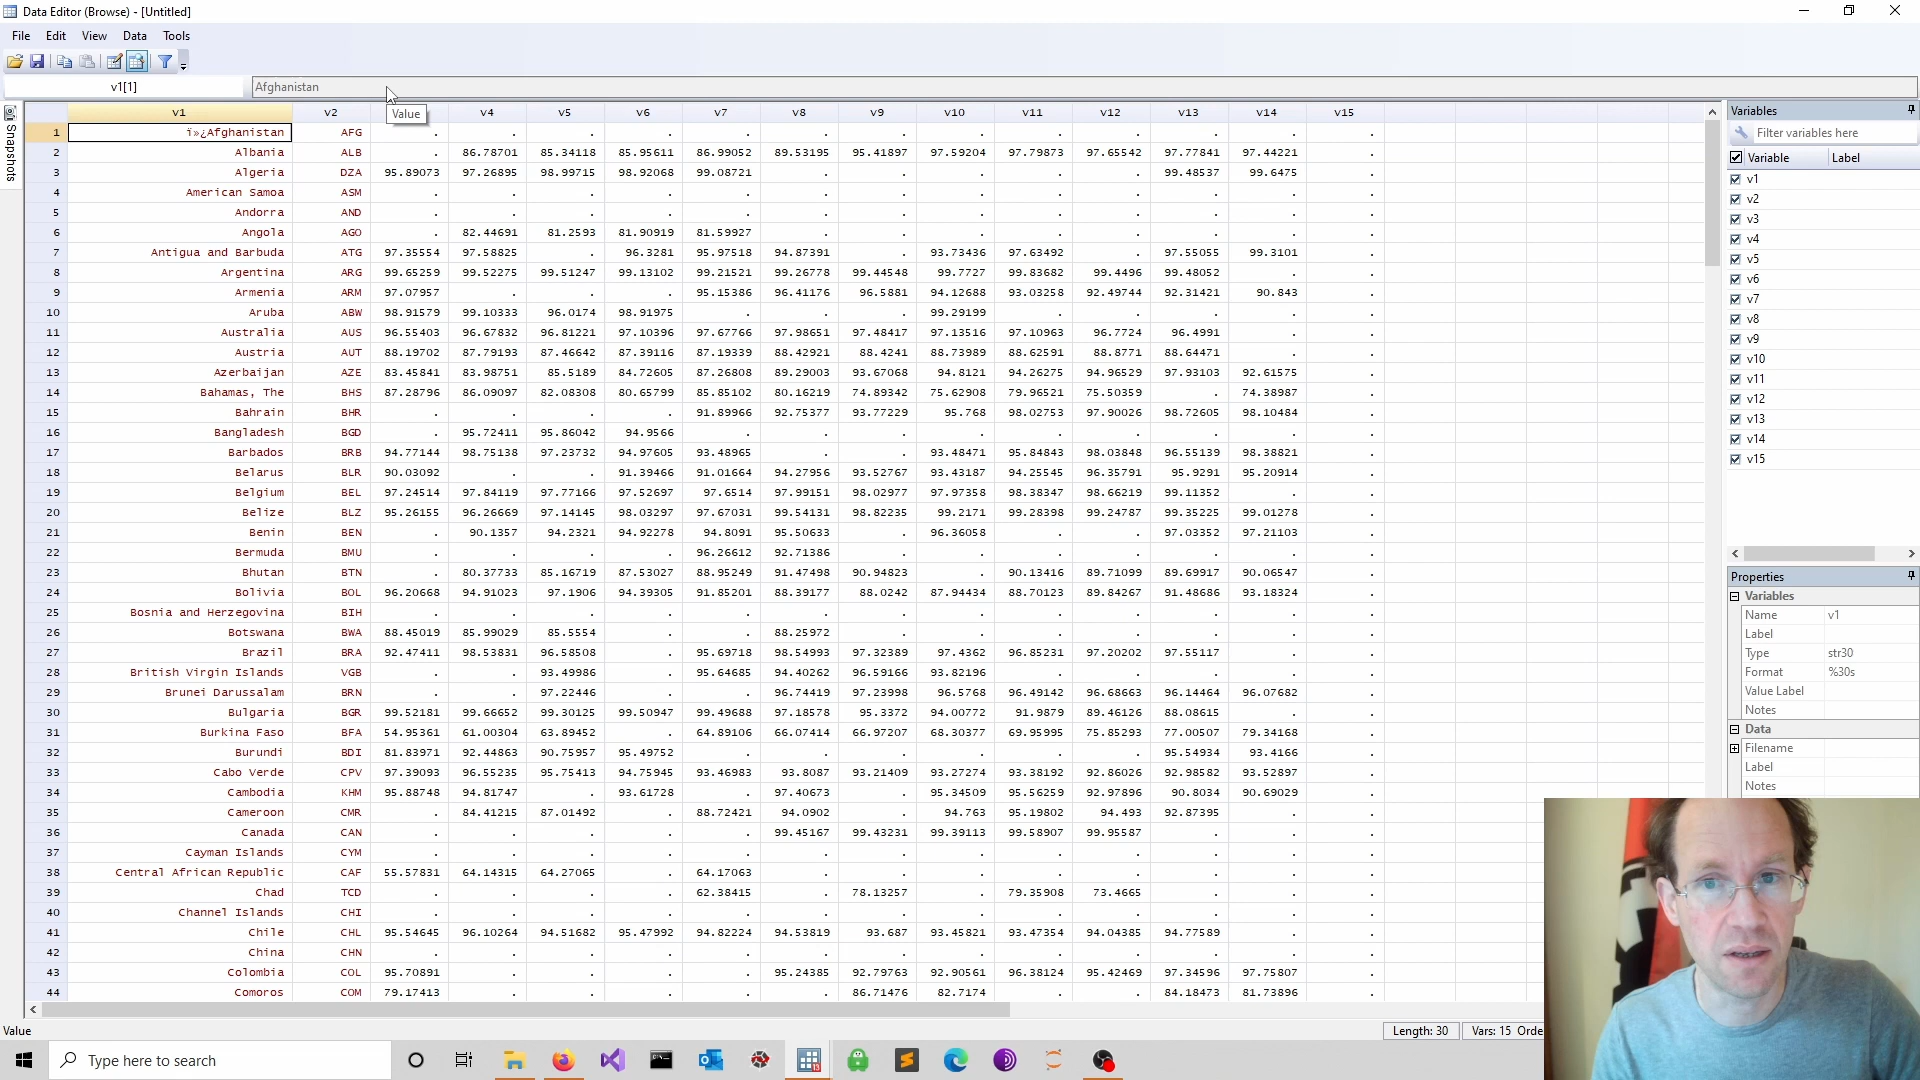 Data Editor (Browse) - [Untitled]
File Edit View Data Tools
v1[1] Afghanistan
Value
Snapshots
v1 v2 v4 v5 v6 v7 v8 v9 v10 v11 v12 v13 v14 v15
1 ï»¿Afghanistan AFG . . . . . . . . . . . . .
2 Albania ALB . 86.78701 85.34118 85.95611 86.99052 89.53195 95.41897 97.59204 97.79873 97.65542 97.77841 97.44221 .
3 Algeria DZA 95.89073 97.26895 98.99715 98.92068 99.08721 . . . . . 99.48537 99.6475 .
4 American Samoa ASM . . . . . . . . . . . . .
5 Andorra AND . . . . . . . . . . . . .
6 Angola AGO . 82.44691 81.2593 81.90919 81.59927 . . . . . . . .
7 Antigua and Barbuda ATG 97.35554 97.58825 . 96.3281 95.97518 94.87391 . 93.73436 97.63492 . 97.55055 99.3101 .
8 Argentina ARG 99.65259 99.52275 99.51247 99.13102 99.21521 99.26778 99.44548 99.7727 99.83682 99.4496 99.48052 . .
9 Armenia ARM 97.07957 . . . 95.15386 96.41176 96.5881 94.12688 93.03258 92.49744 92.31421 90.843 .
10 Aruba ABW 98.91579 99.10333 96.0174 98.91975 . . . 99.29199 . . . . .
11 Australia AUS 96.55403 96.67832 96.81221 97.10396 97.67766 97.98651 97.48417 97.13516 97.10963 96.7724 96.4991 . .
12 Austria AUT 88.19702 87.79193 87.46642 87.39116 87.19339 88.42921 88.4241 88.73989 88.62591 88.8771 88.64471 . .
13 Azerbaijan AZE 83.45841 83.98751 85.5189 84.72605 87.26808 89.29003 93.67068 94.8121 94.26275 94.96529 97.93103 92.61575 .
14 Bahamas, The BHS 87.28796 86.09097 82.08308 80.65799 85.85102 80.16219 74.89342 75.62908 79.96521 75.50359 . 74.38987 .
15 Bahrain BHR . . . . 91.89966 92.75377 93.77229 95.768 98.02753 97.90026 98.72605 98.10484 .
16 Bangladesh BGD . 95.72411 95.86042 94.9566 . . . . . . . . .
17 Barbados BRB 94.77144 98.75138 97.23732 94.97605 93.48965 . . 93.48471 95.84843 98.03848 96.55139 98.38821 .
18 Belarus BLR 90.03092 . . 91.39466 91.01664 94.27956 93.52767 93.43187 94.25545 96.35791 95.9291 95.20914 .
19 Belgium BEL 97.24514 97.84119 97.77166 97.52697 97.6514 97.99151 98.02977 97.97358 98.38347 98.66219 99.11352 . .
20 Belize BLZ 95.26155 96.26669 97.14145 98.03297 97.67031 99.54131 98.82235 99.2171 99.28398 99.24787 99.35225 99.01278 .
21 Benin BEN . 90.1357 94.2321 94.92278 94.8091 95.50633 . 96.36058 . . 97.03352 97.21103 .
22 Bermuda BMU . . . . 96.26612 92.71386 . . . . . . .
23 Bhutan BTN . 80.37733 85.16719 87.53027 88.95249 91.47498 90.94823 . 90.13416 89.71099 89.69917 90.06547 .
24 Bolivia BOL 96.20668 94.91023 97.1906 94.39305 91.85201 88.39177 88.0242 87.94434 88.70123 89.84267 91.48686 93.18324 .
25 Bosnia and Herzegovina BIH . . . . . . . . . . . . .
26 Botswana BWA 88.45019 85.99029 85.5554 . . 88.25972 . . . . . . .
27 Brazil BRA 92.47411 98.53831 96.58508 . 95.69718 98.54993 97.32389 97.4362 96.85231 97.20202 97.55117 . .
28 British Virgin Islands VGB . . 93.49986 . 95.64685 94.40262 96.59166 93.82196 . . . . .
29 Brunei Darussalam BRN . . 97.22446 . . 96.74419 97.23998 96.5768 96.49142 96.68663 96.14464 96.07682 .
30 Bulgaria BGR 99.52181 99.66652 99.30125 99.50947 99.49688 97.18578 95.3372 94.00772 91.9879 89.46126 88.08615 . .
31 Burkina Faso BFA 54.95361 61.00304 63.89452 . 64.89106 66.07414 66.97207 68.30377 69.95995 75.85293 77.00507 79.34168 .
32 Burundi BDI 81.83971 92.44863 90.75957 95.49752 . . . . . . 95.54934 93.4166 .
33 Cabo Verde CPV 97.39093 96.55235 95.75413 94.75945 93.46983 93.8087 93.21409 93.27274 93.38192 92.86026 92.98582 93.52897 .
34 Cambodia KHM 95.88748 94.81747 . 93.61728 . 97.40673 . 95.34509 95.56259 92.97896 90.8034 90.69029 .
35 Cameroon CMR . 84.41215 87.01492 . 88.72421 94.0902 . 94.763 95.19802 94.493 92.87395 . .
36 Canada CAN . . . . . 99.45167 99.43231 99.39113 99.58907 99.95587 . . .
37 Cayman Islands CYM . . . . . . . . . . . . .
38 Central African Republic CAF 55.57831 64.14315 64.27065 . 64.17063 . . . . . . . .
39 Chad TCD . . . . 62.38415 . 78.13257 . 79.35908 73.4665 . . .
40 Channel Islands CHI . . . . . . . . . . . . .
41 Chile CHL 95.54645 96.10264 94.51682 95.47992 94.82224 94.53819 93.687 93.45821 93.47354 94.04385 94.77589 . .
42 China CHN . . . . . . . . . . . . .
43 Colombia COL 95.70891 . . . . 95.24385 92.79763 92.90561 96.38124 95.42469 97.34596 97.75807 .
44 Comoros COM 79.17413 . . . . . 86.71476 82.7174 . . 84.18473 81.73896 .
Variables
Filter variables here
Variable Label
v1
v2
v3
v4
v5
v6
v7
v8
v9
v10
v11
v12
v13
v14
v15
Properties
Variables
Name v1
Label
Type str30
Format %30s
Value Label
Notes
Data
Filename
Label
Notes
Value
Length: 30 Vars: 15 Orde
Type here to search